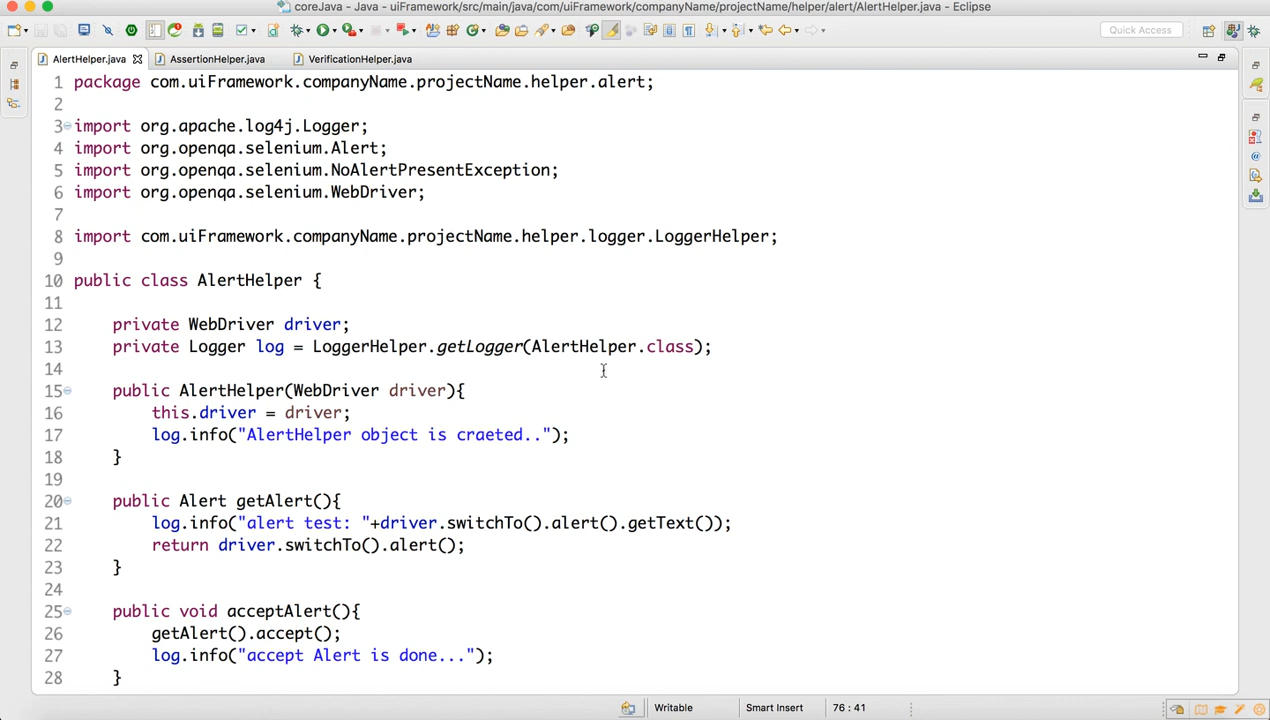 coreJava - Java - uiFramework/src/main/java/com/uiFramework/companyName/projectName/helper/alert/AlertHelper.java - Eclipse
Quick Access
AlertHelper.java
AssertionHelper.java
VerificationHelper.java
1 package com.uiFramework.companyName.projectName.helper.alert;
2
3 import org.apache.log4j.Logger;
4 import org.openqa.selenium.Alert;
5 import org.openqa.selenium.NoAlertPresentException;
6 import org.openqa.selenium.WebDriver;
7
8 import com.uiFramework.companyName.projectName.helper.logger.LoggerHelper;
9
10 public class AlertHelper {
11
12 private WebDriver driver;
13 private Logger log = LoggerHelper.getLogger(AlertHelper.class);
14
15 public AlertHelper(WebDriver driver){
16 this.driver = driver;
17 log.info("AlertHelper object is craeted..");
18 }
19
20 public Alert getAlert(){
21 log.info("alert test: "+driver.switchTo().alert().getText());
22 return driver.switchTo().alert();
23 }
24
25 public void acceptAlert(){
26 getAlert().accept();
27 log.info("accept Alert is done...");
28 }
Writable
Smart Insert
76 : 41